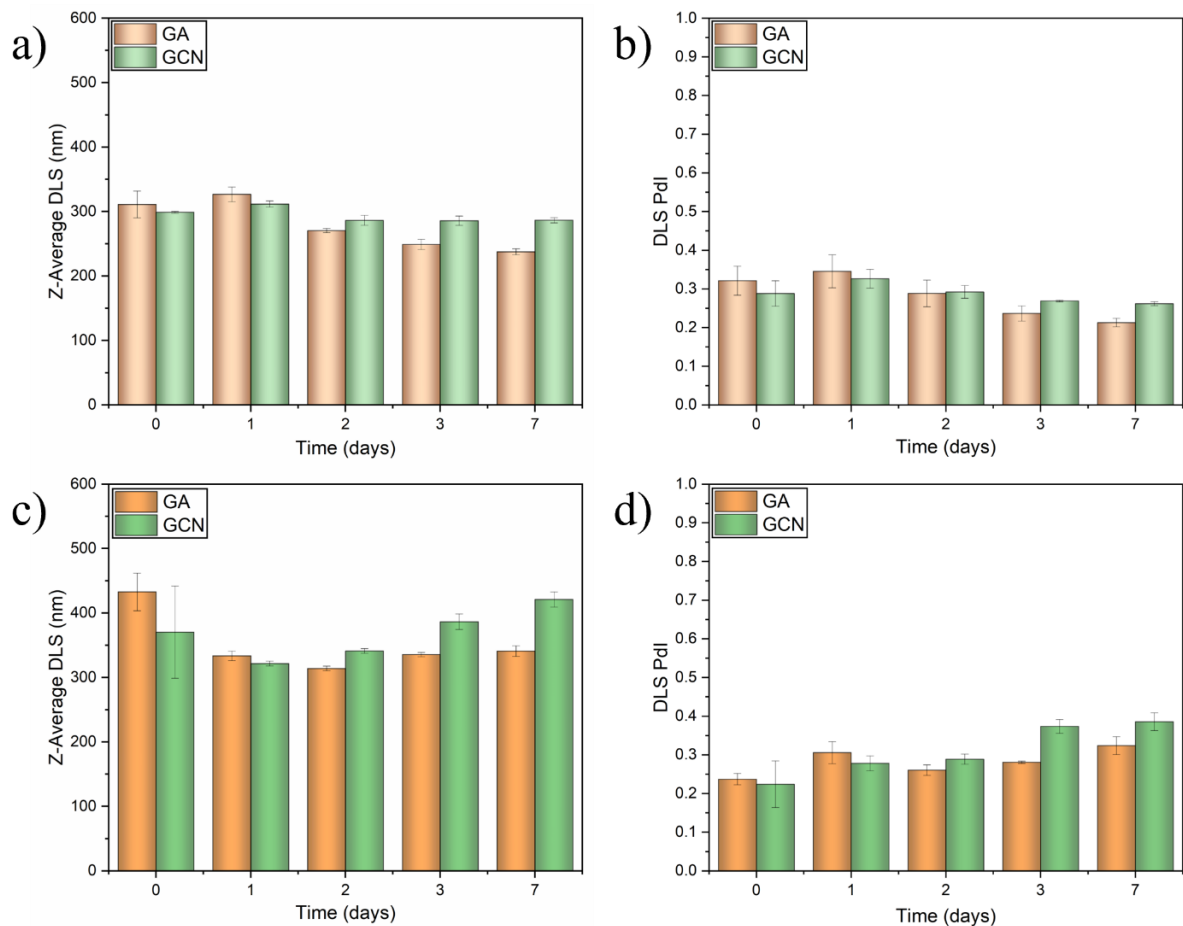 a)
GA
GCN
Z-Average DLS (nm)
600
500
400
300
200
100
0
0 1 2 3 7
Time (days)
b)
GA
GCN
DLS PdI
1.0
0.9
0.8
0.7
0.6
0.5
0.4
0.3
0.2
0.1
0.0
0 1 2 3 7
Time (days)
c)
GA
GCN
Z-Average DLS (nm)
600
500
400
300
200
100
0
0 1 2 3 7
Time (days)
d)
GA
GCN
DLS PdI
1.0
0.9
0.8
0.7
0.6
0.5
0.4
0.3
0.2
0.1
0.0
0 1 2 3 7
Time (days)